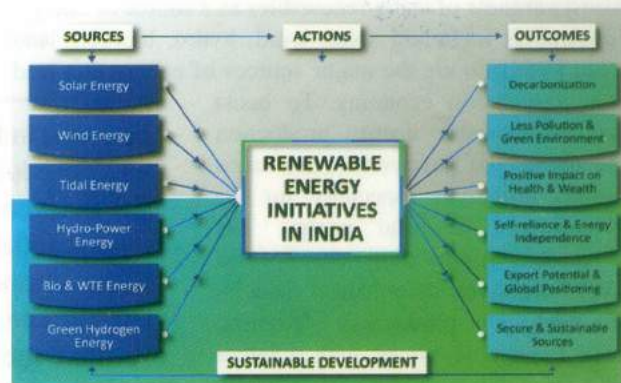 SOURCES
ACTIONS
OUTCOMES
Solar Energy
Wind Energy
Tidal Energy
Hydro-Power
Energy
Bio & WTE Energy
Green Hydrogen
Energy
RENEWABLE
ENERGY
INITIATIVES
IN INDIA
Decarbonization
Less Pollution &
Green Environment
Positive Impact on
Health & Wealth
Self-reliance & Energy
Independence
Export Potential &
Global Positioning
Secure & Sustainable
Sources
SUSTAINABLE DEVELOPMENT